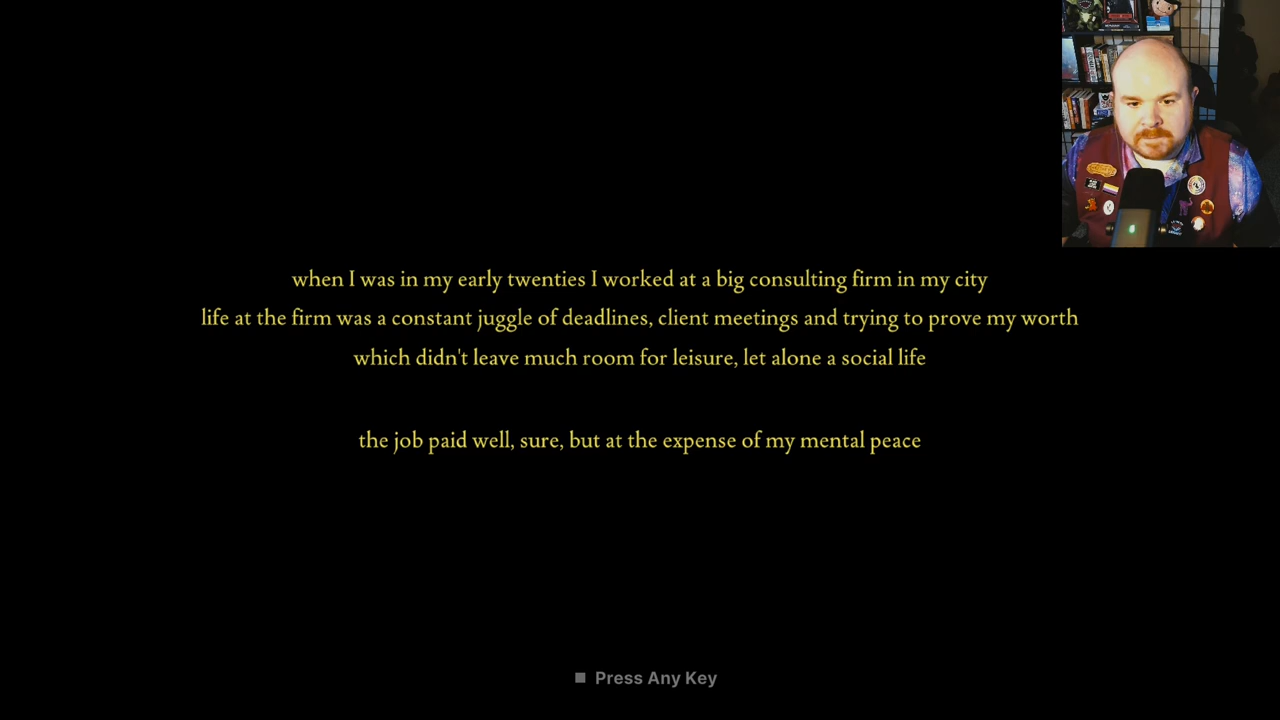 when I was in my early twenties I worked at a big consulting firm in my city
life at the firm was a constant juggle of deadlines, client meetings and trying to prove my worth
which didn't leave much room for leisure, let alone a social life
the job paid well, sure, but at the expense of my mental peace
Press Any Key